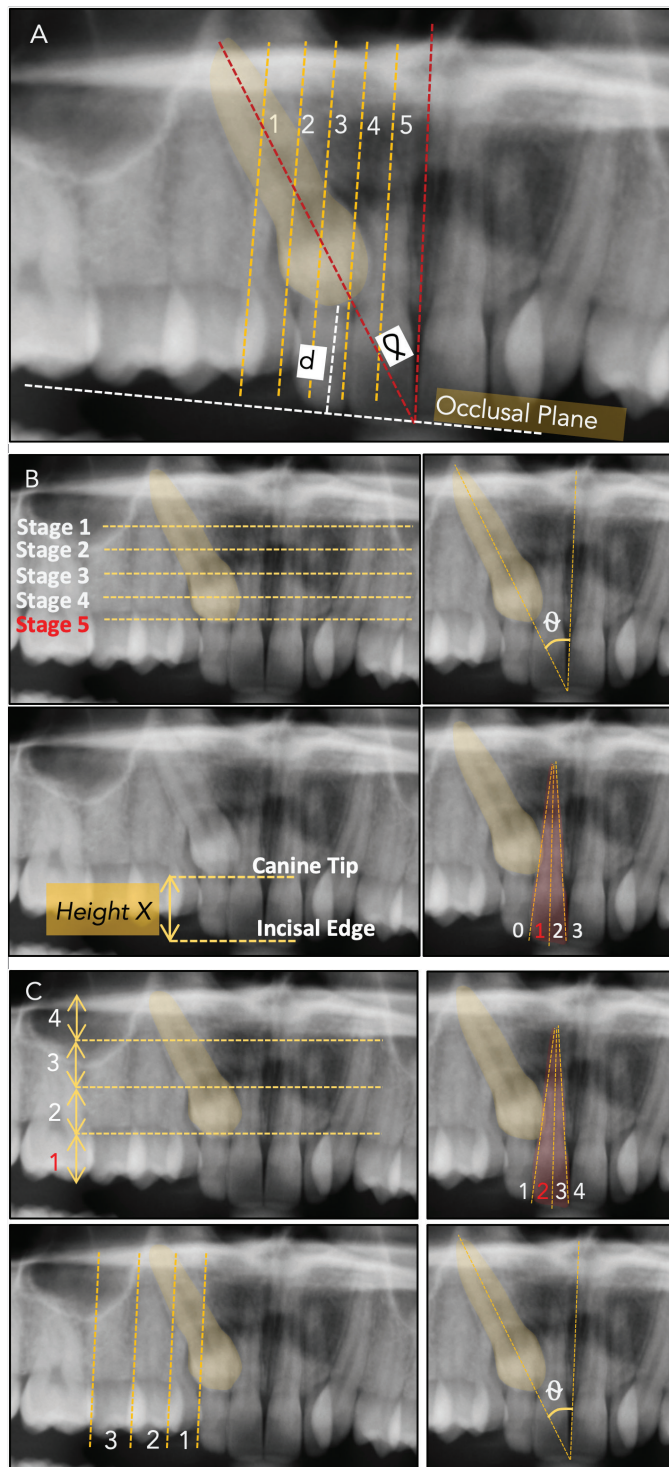 A
1 2 3 4 5
d
α
Occlusal Plane
B
Stage 1
Stage 2
Stage 3
Stage 4
Stage 5
ϑ
Canine Tip
Height X
Incisal Edge
0 1 2 3
C
4
3
2
1
1 2 3 4
3 2 1
ϑ